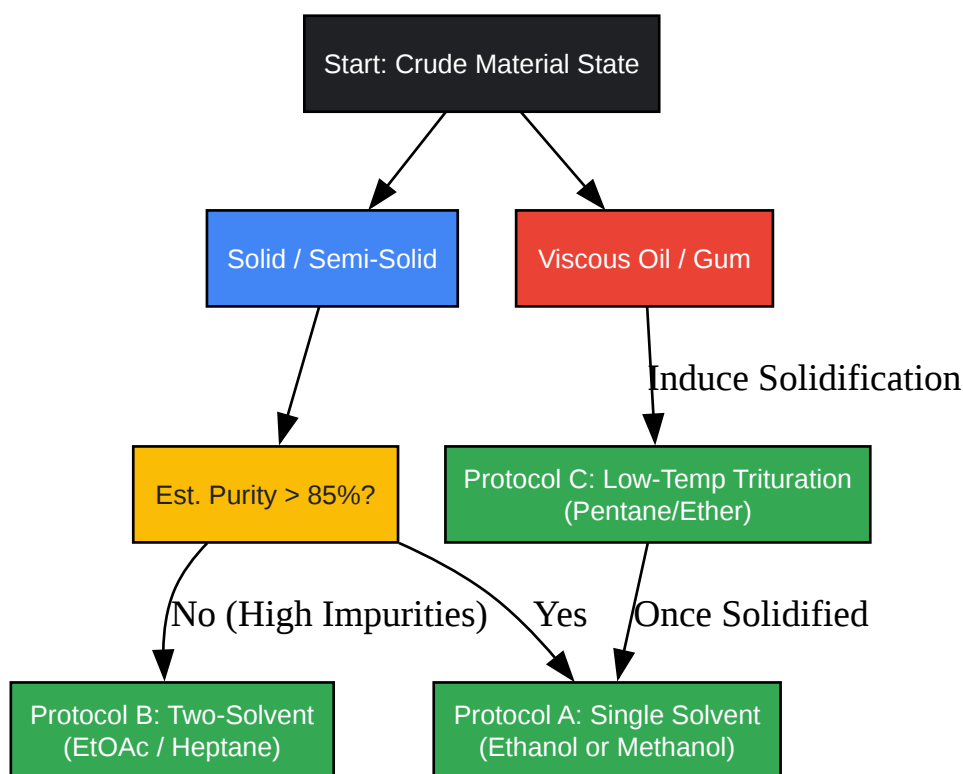 Start: Crude Material State
Solid / Semi-Solid
Viscous Oil / Gum
Induce Solidification
Est. Purity > 85%?
Protocol C: Low-Temp Trituration
(Pentane/Ether)
No (High Impurities)
Yes
Once Solidified
Protocol B: Two-Solvent
(EtOAc / Heptane)
Protocol A: Single Solvent
(Ethanol or Methanol)